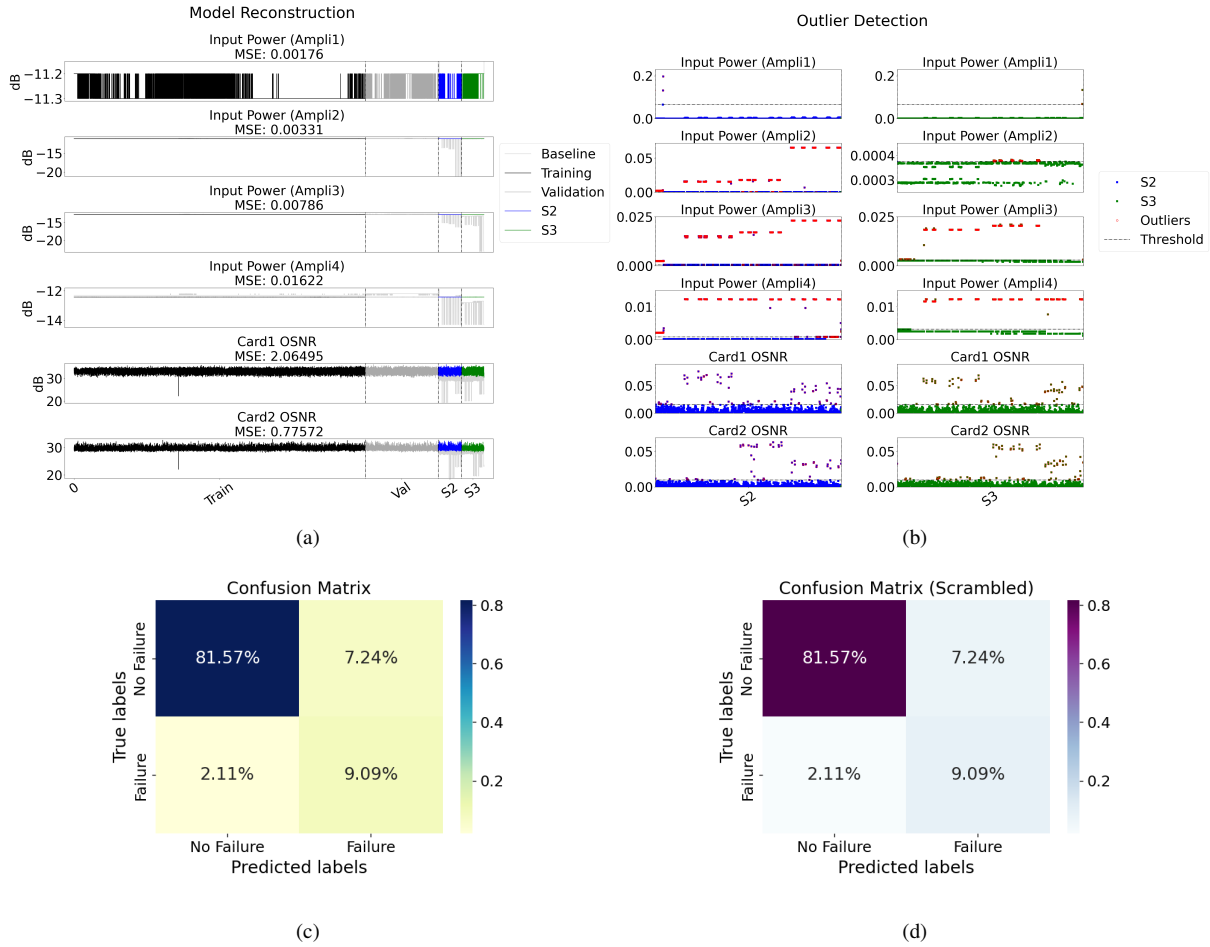 Model Reconstruction
Input Power (Ampli1)
MSE: 0.00176
dB
−11.2
−11.3
Input Power (Ampli2)
MSE: 0.00331
dB
−15
−20
Input Power (Ampli3)
MSE: 0.00786
dB
−15
−20
Input Power (Ampli4)
MSE: 0.01622
dB
−12
−14
Card1 OSNR
MSE: 2.06495
dB
30
20
Card2 OSNR
MSE: 0.77572
30
20
0
Train
Val
S2
S3
Baseline
Training
Validation
S2
S3
(a)
Outlier Detection
Input Power (Ampli1)
0.2
0.0
Input Power (Ampli1)
0.2
0.0
Input Power (Ampli2)
0.05
0.00
Input Power (Ampli2)
0.0004
0.0003
Input Power (Ampli3)
0.025
0.000
Input Power (Ampli3)
0.025
0.000
Input Power (Ampli4)
0.01
0.00
Input Power (Ampli4)
0.01
0.00
Card1 OSNR
0.05
0.00
Card1 OSNR
0.05
0.00
Card2 OSNR
0.05
0.00
Card2 OSNR
0.05
0.00
S2
S3
S2
S3
Outliers
Threshold
(b)
Confusion Matrix
True labels
No Failure
Failure
81.57%
7.24%
2.11%
9.09%
No Failure
Failure
Predicted labels
0.8
0.6
0.4
0.2
(c)
Confusion Matrix (Scrambled)
True labels
No Failure
Failure
81.57%
7.24%
2.11%
9.09%
No Failure
Failure
Predicted labels
0.8
0.6
0.4
0.2
(d)